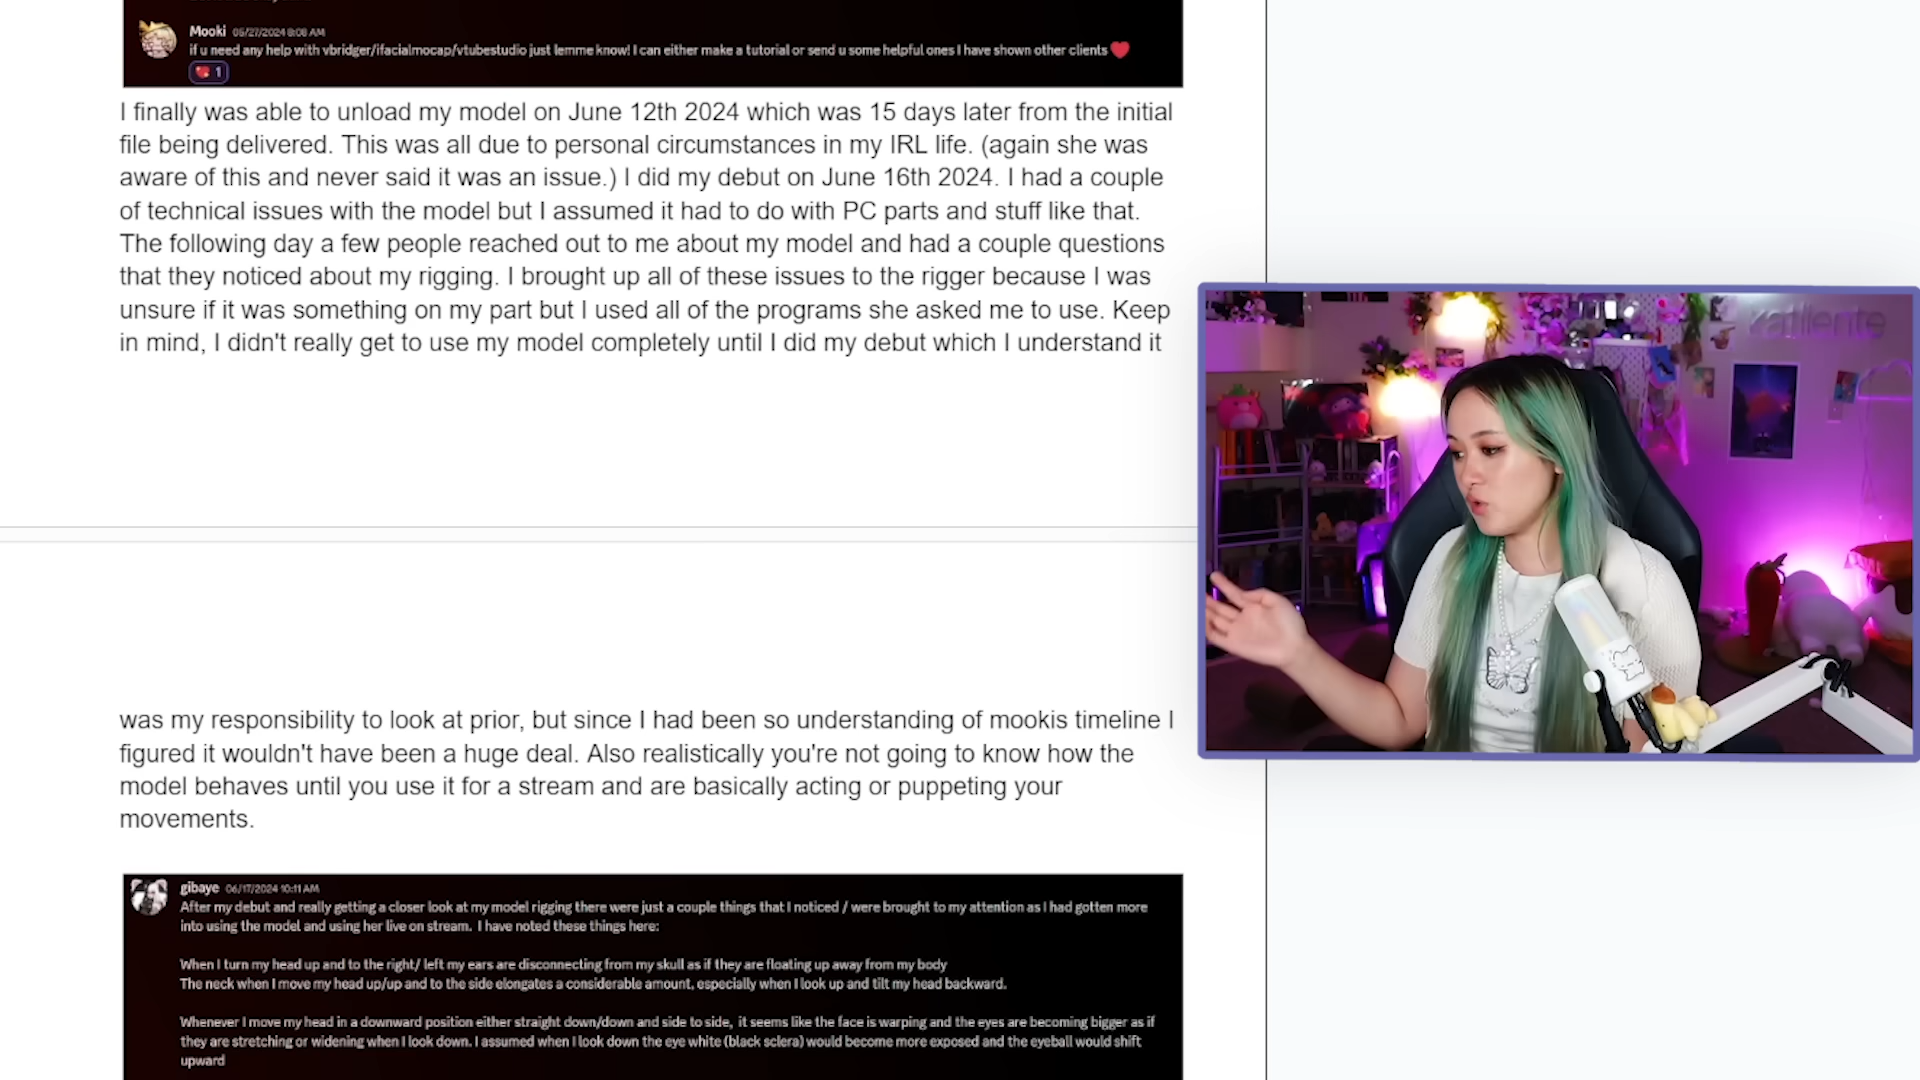 Mooki 05/27/2024 8:08 AM
if u need any help with vbridger/ifacialmocap/vtubestudio just lemme know! I can either make a tutorial or send u some helpful ones I have shown other clients
1
I finally was able to unload my model on June 12th 2024 which was 15 days later from the initial
file being delivered. This was all due to personal circumstances in my IRL life. (again she was
aware of this and never said it was an issue.) I did my debut on June 16th 2024. I had a couple
of technical issues with the model but I assumed it had to do with PC parts and stuff like that.
The following day a few people reached out to me about my model and had a couple questions
that they noticed about my rigging. I brought up all of these issues to the rigger because I was
unsure if it was something on my part but I used all of the programs she asked me to use. Keep
in mind, I didn't really get to use my model completely until I did my debut which I understand it
was my responsibility to look at prior, but since I had been so understanding of mookis timeline I
figured it wouldn't have been a huge deal. Also realistically you're not going to know how the
model behaves until you use it for a stream and are basically acting or puppeting your
movements.
gibaye 06/17/2024 10:11 AM
After my debut and really getting a closer look at my model rigging there were just a couple things that I noticed / were brought to my attention as I had gotten more
into using the model and using her live on stream. I have noted these things here:
When I turn my head up and to the right/ left my ears are disconnecting from my skull as if they are floating up away from my body
The neck when I move my head up/up and to the side elongates a considerable amount, especially when I look up and tilt my head backward.
Whenever I move my head in a downward position either straight down/down and side to side, it seems like the face is warping and the eyes are becoming bigger as if
they are stretching or widening when I look down. I assumed when I look down the eye white (black sclera) would become more exposed and the eyeball would shift
upward